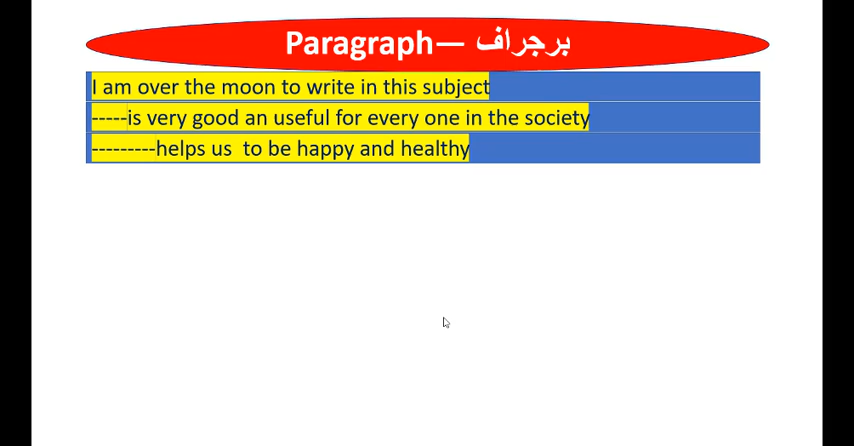 Paragraph— برجراف
I am over the moon to write in this subject
-----is very good an useful for every one in the society
---------helps us  to be happy and healthy